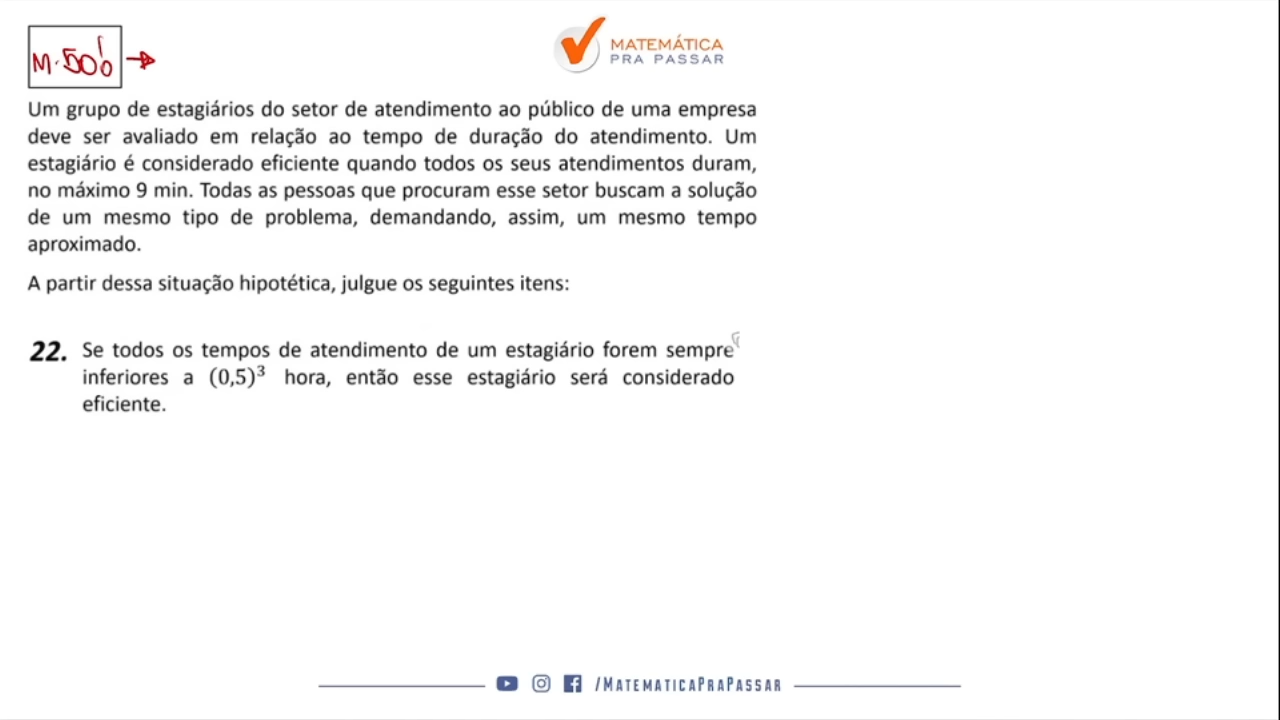 M.50%
MATEMÁTICA
PRA PASSAR
Um grupo de estagiários do setor de atendimento ao público de uma empresa
deve ser avaliado em relação ao tempo de duração do atendimento. Um
estagiário é considerado eficiente quando todos os seus atendimentos duram,
no máximo 9 min. Todas as pessoas que procuram esse setor buscam a solução
de um mesmo tipo de problema, demandando, assim, um mesmo tempo
aproximado.
A partir dessa situação hipotética, julgue os seguintes itens:
22. Se todos os tempos de atendimento de um estagiário forem sempre
inferiores a (0,5)³ hora, então esse estagiário será considerado
eficiente.
/MATEMATICAPRAPASSAR